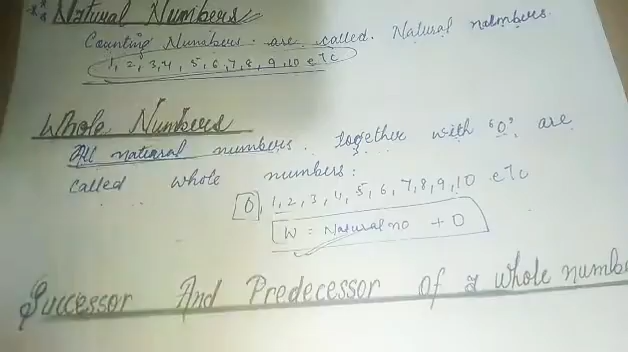 Natural Numbers
Counting Numbers are called Natural numbers
1, 2, 3, 4, 5, 6, 7, 8, 9, 10 etc
Whole Numbers
All natural numbers together with '0' are
called whole numbers:
0, 1, 2, 3, 4, 5, 6, 7, 8, 9, 10 etc
W = Natural no + 0
Successor And Predecessor Of a whole numbe